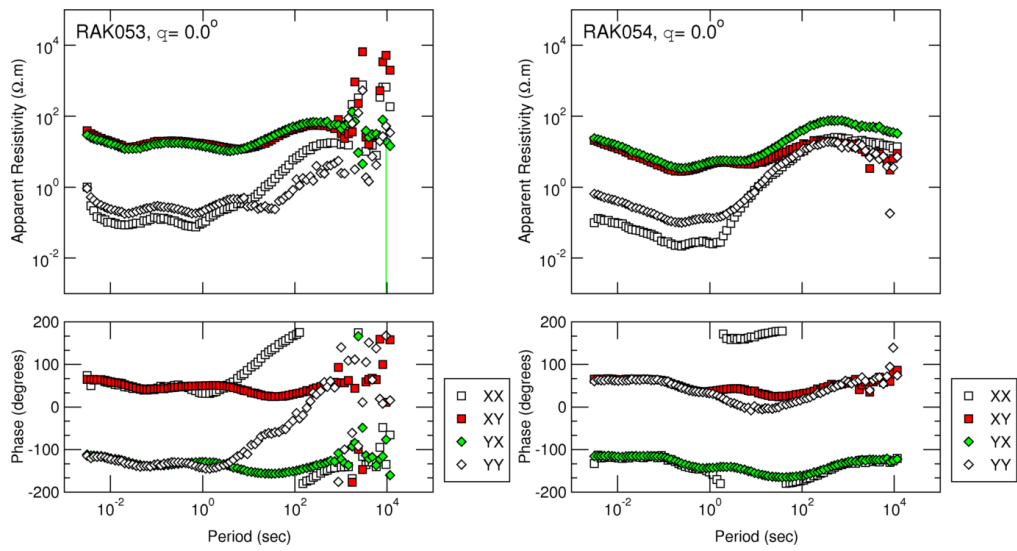 RAK053, q= 0.0°
Apparent Resistivity (Ω.m)
10^4
10^2
10^0
10^-2
Phase (degrees)
200
100
0
-100
-200
10^-2
10^0
10^2
10^4
Period (sec)
XX
XY
YX
YY
RAK054, q= 0.0°
Apparent Resistivity (Ω.m)
10^4
10^2
10^0
10^-2
Phase (degrees)
200
100
0
-100
-200
10^-2
10^0
10^2
10^4
Period (sec)
XX
XY
YX
YY